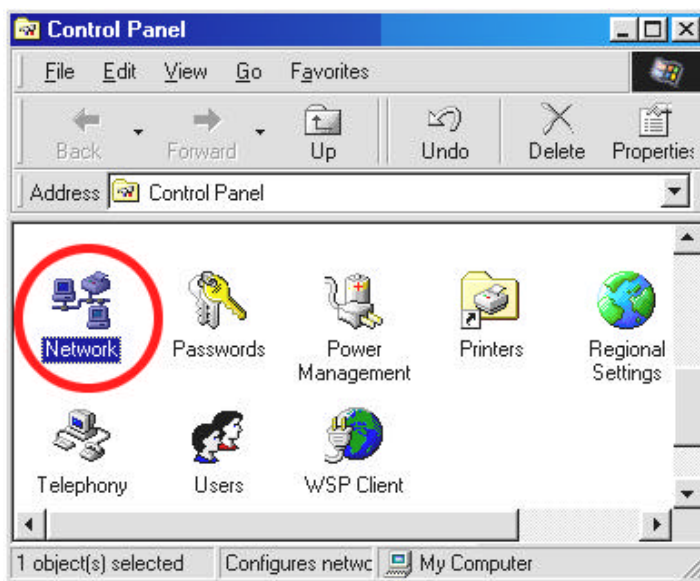 Control Panel
File Edit View Go Favorites
Back Forward Up Undo Delete Properties
Address Control Panel
Network Passwords Power Management Printers Regional Settings
Telephony Users WSP Client
1 object(s) selected Configures netwc My Computer